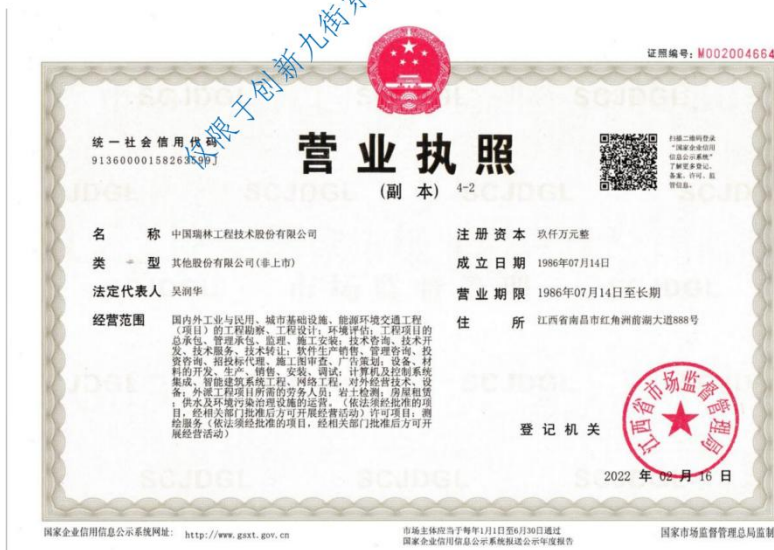 仅限于创新九街
证照编号：M002004664
统一社会信用代码
营业执照
(副 本) 4-2
扫描二维码登录
“国家企业信用
信息公示系统”
了解更多登记、
备案、许可、监
管信息。
名 称 中国瑞林工程技术股份有限公司
类 型 其他股份有限公司(非上市)
法定代表人 吴润华
经营范围 国内外工业与民用、城市基础设施、能源环境交通工程
（项目）的工程勘察、工程设计；环境评估；工程项目的
总承包、管理承包、监理、施工安装；技术咨询、技术开
发、技术服务、技术转让；软件生产销售、管理咨询、投
资咨询、招投标代理、施工图审查、广告策划；设备、材
料的开发、生产、销售、安装、调试；计算机及控制系统
集成、智能建筑系统工程、网络工程，对外经营技术、设
备；外派工程项目所需的劳务人员；岩土检测；房屋租赁
；供水及环境污染治理设施的运营。（依法须经批准的项
目，经相关部门批准后方可开展经营活动）许可项目：测
绘服务（依法须经批准的项目，经相关部门批准后方可开
展经营活动）
注册资本 玖仟万元整
成立日期 1986年07月14日
营业期限 1986年07月14日至长期
住 所 江西省南昌市红角洲前湖大道888号
登记机关
江西省市场监督管理局
2022 年 02 月 16 日
国家企业信用信息公示系统网址： http://www.gsxt.gov.cn
市场主体应当于每年1月1日至6月30日通过
国家企业信用信息公示系统报送公示年度报告
国家市场监督管理总局监制